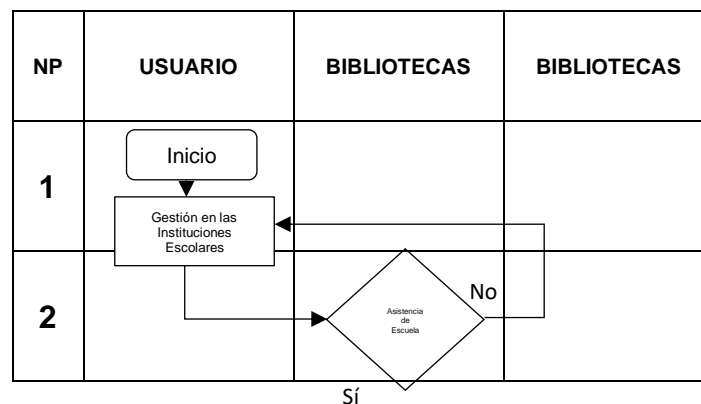 NP
USUARIO
BIBLIOTECAS
BIBLIOTECAS
1
Inicio
Gestión en las
Instituciones
Escolares
2
Asistencia
de
Escuela
No
Sí